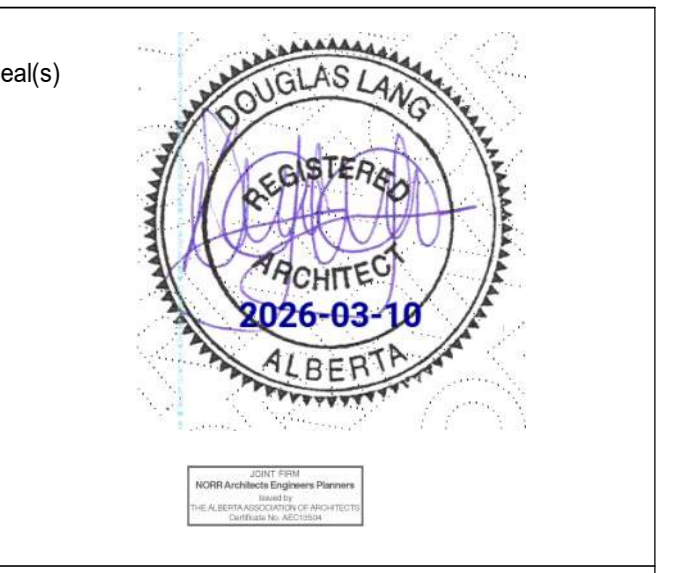 eal(s)
DOUGLAS LANG
REGISTERED
ARCHITECT
2026-03-10
ALBERTA
JOINT FIRM
NORR Architects Engineers Planners
Issued by
THE ALBERTA ASSOCIATION OF ARCHITECTS
Certificate No. AEC13504